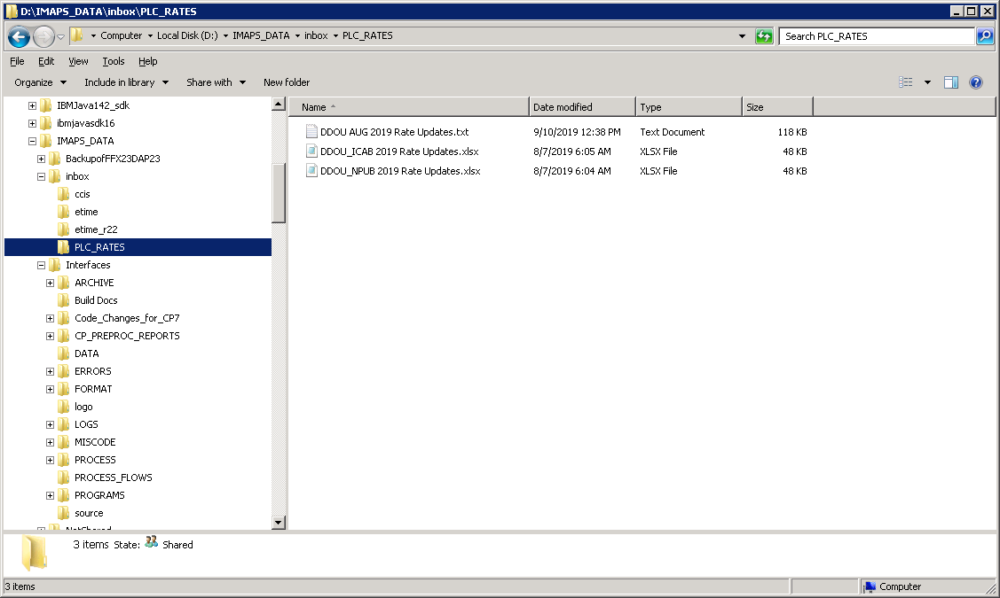 D:\IMAPS_DATA\inbox\PLC_RATES
Computer Local Disk (D:) IMAPS_DATA inbox PLC_RATES Search PLC_RATES
File Edit View Tools Help
Organize Include in library Share with New folder
Name Date modified Type Size
IBMJava142_sdk
ibmjavasdk16
IMAPS_DATA
BackupofFFX23DAP23
inbox
ccis
etime
etime_r22
PLC_RATES
Interfaces
ARCHIVE
Build Docs
Code_Changes_for_CP7
CP_PREPROC_REPORTS
DATA
ERRORS
FORMAT
logo
LOGS
MISCODE
PROCESS
PROCESS_FLOWS
PROGRAMS
source
NetShared
DDOU AUG 2019 Rate Updates.txt 9/10/2019 12:38 PM Text Document 118 KB
DDOU_ICAB 2019 Rate Updates.xlsx 8/7/2019 6:05 AM XLSX File 48 KB
DDOU_NPUB 2019 Rate Updates.xlsx 8/7/2019 6:04 AM XLSX File 48 KB
3 items State: Shared
3 items Computer